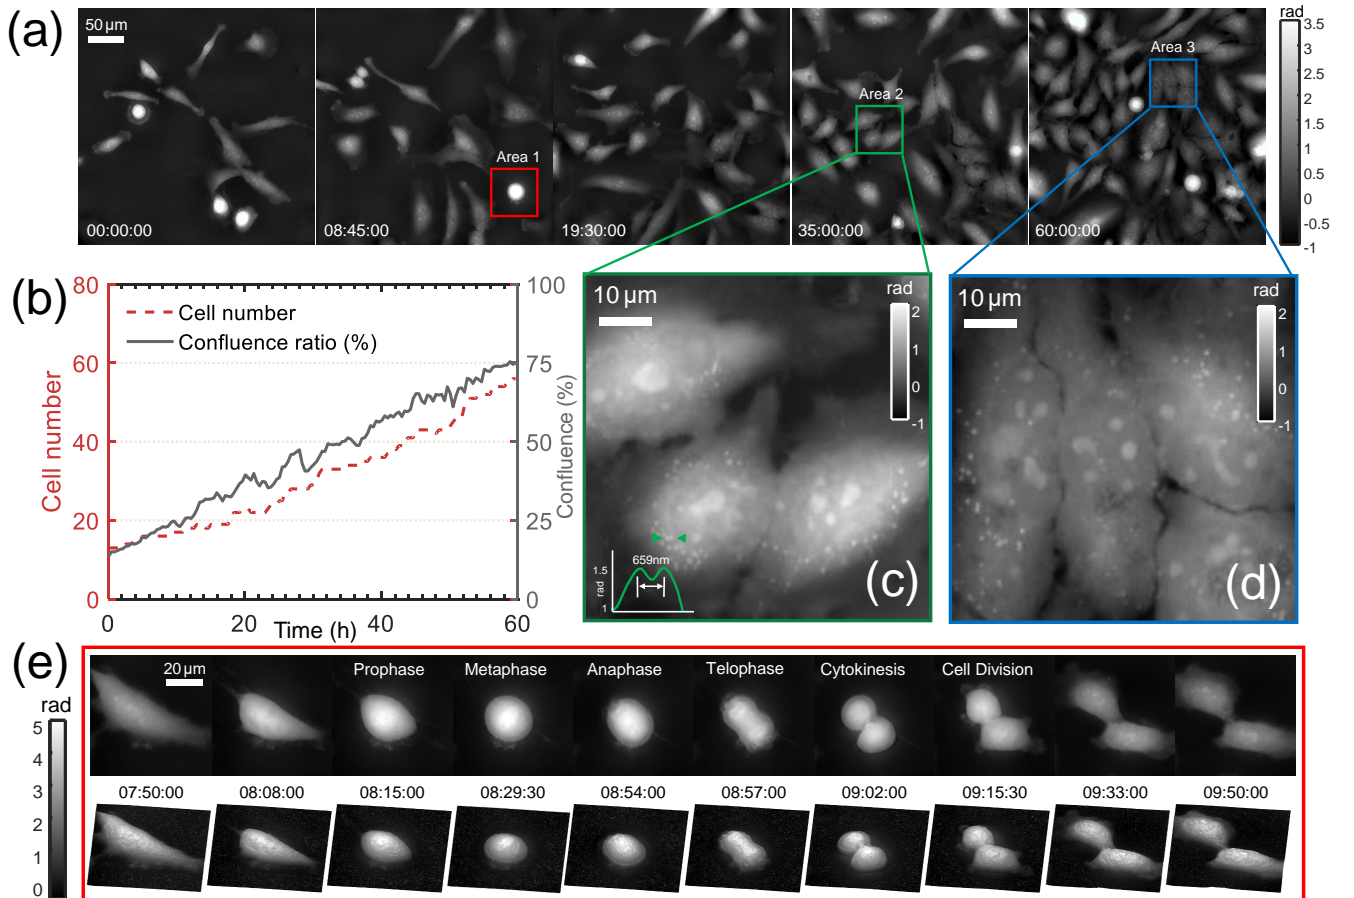 (a)
50 µm
00:00:00
08:45:00
Area 1
19:30:00
Area 2
35:00:00
Area 3
60:00:00
rad
3.5
3
2.5
2
1.5
1
0.5
0
-0.5
-1
(b)
80
60
40
20
0
Cell number
Cell number
Confluence ratio (%)
100
75
50
25
0
Confluence (%)
0
20
40
60
Time (h)
10 µm
rad
2
1
0
-1
659nm
1.5
rad
1
(c)
10 µm
rad
2
1
0
-1
(d)
(e)
rad
5
4
3
2
1
0
20 µm
Prophase
Metaphase
Anaphase
Telophase
Cytokinesis
Cell Division
07:50:00
08:08:00
08:15:00
08:29:30
08:54:00
08:57:00
09:02:00
09:15:30
09:33:00
09:50:00